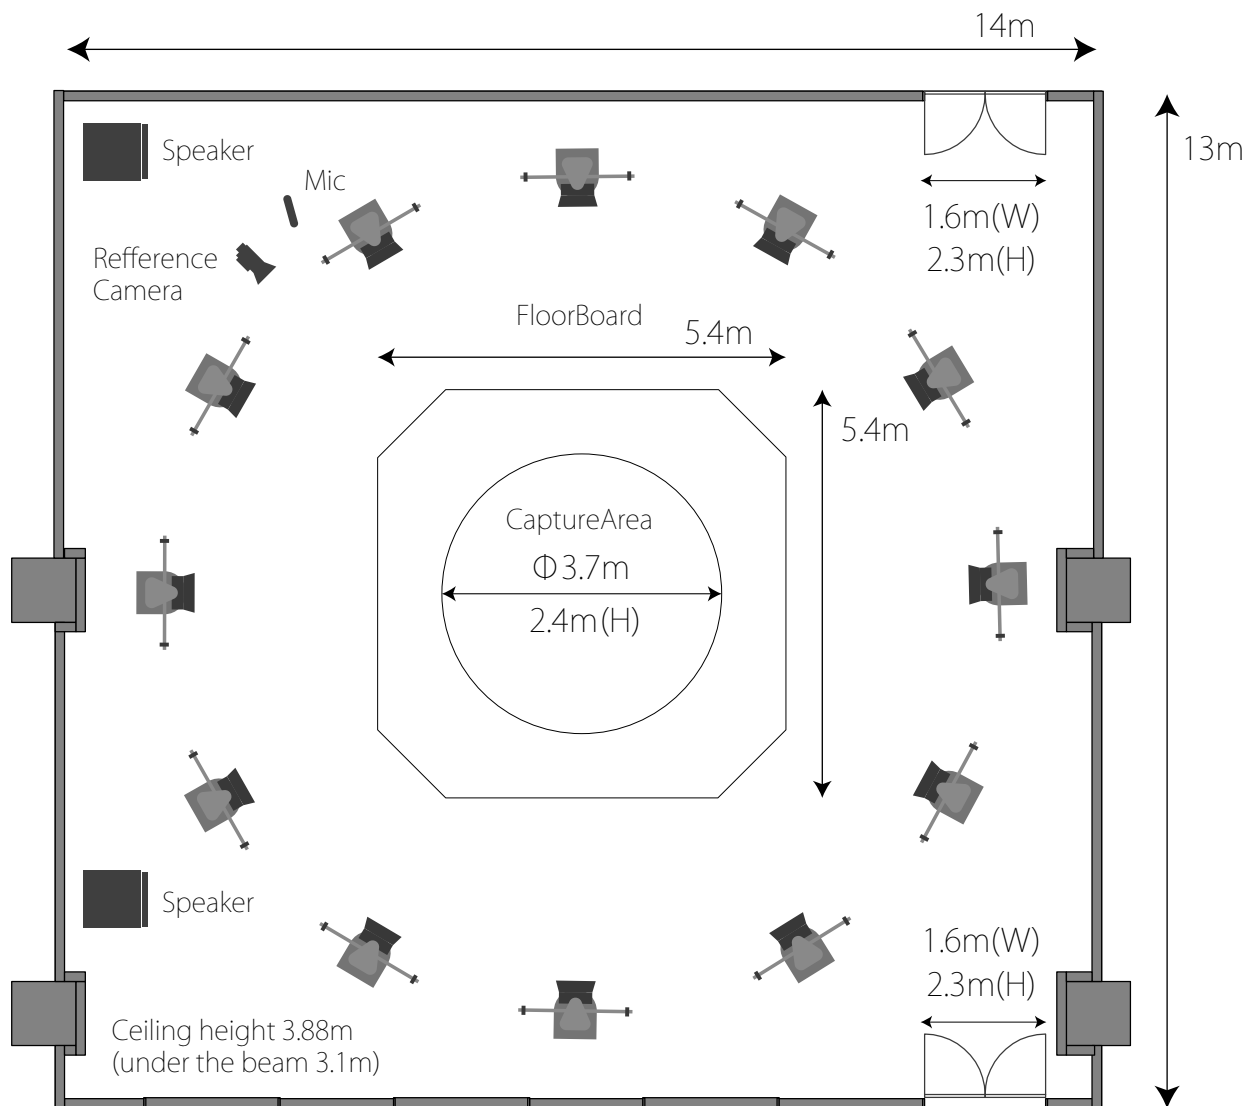 14m
13m
Speaker
Mic
Refference
Camera
1.6m(W)
2.3m(H)
FloorBoard
5.4m
5.4m
CaptureArea
Φ3.7m
2.4m(H)
Speaker
1.6m(W)
2.3m(H)
Ceiling height 3.88m
(under the beam 3.1m)